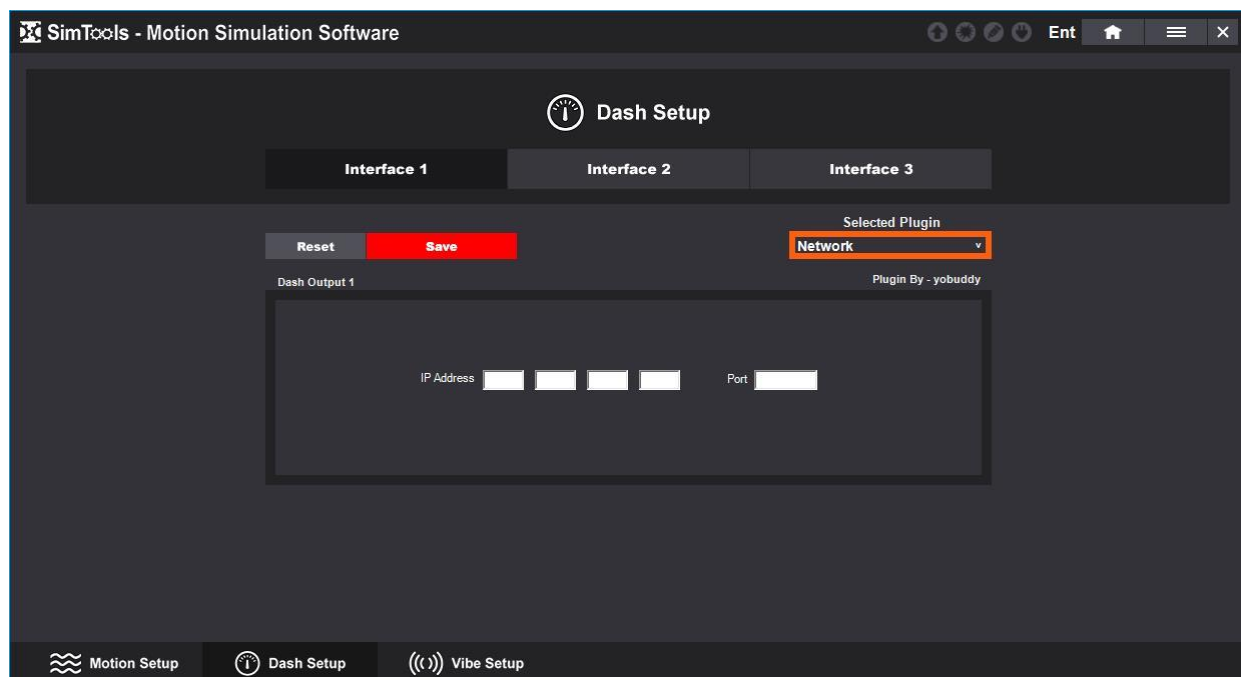 SimTools - Motion Simulation Software Ent
Dash Setup
Interface 1 Interface 2 Interface 3
Selected Plugin
Reset Save Network v
Dash Output 1 Plugin By - yobuddy
IP Address Port
Motion Setup Dash Setup Vibe Setup